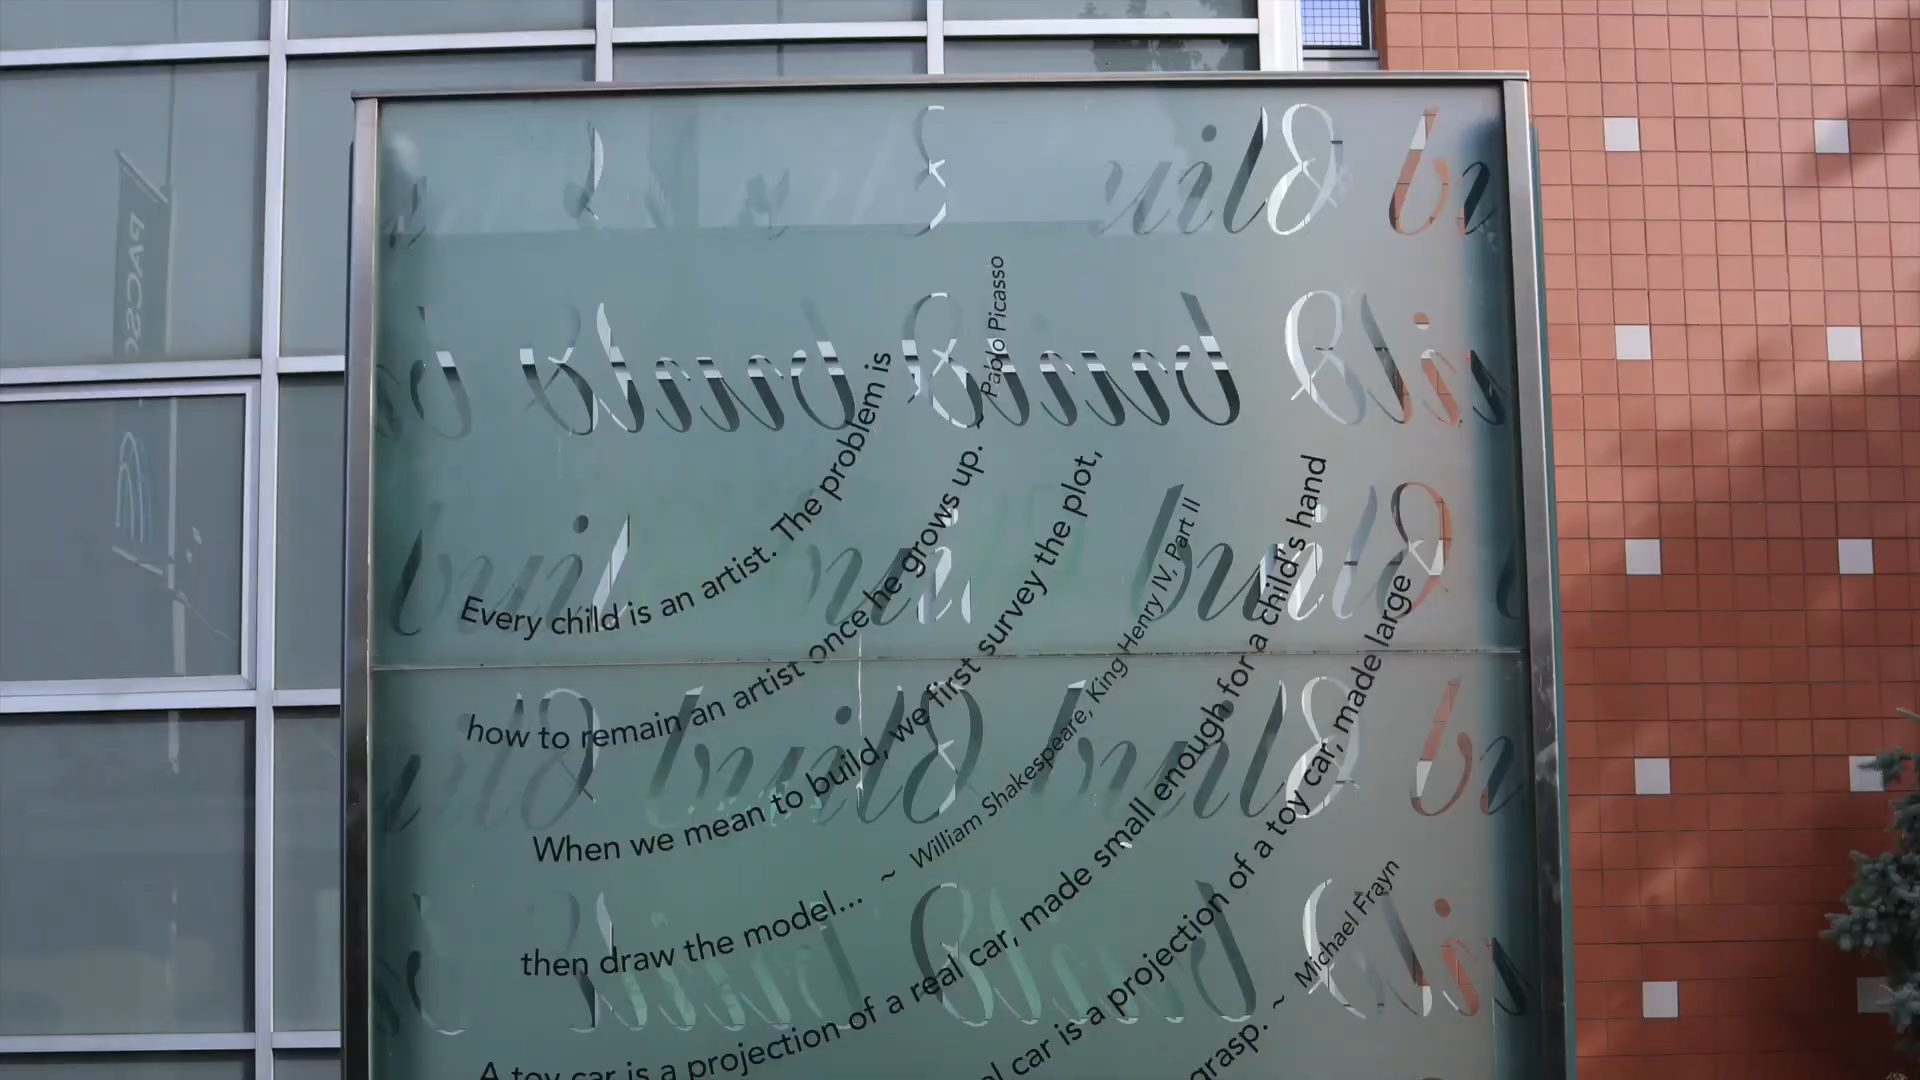 Every child is an artist. The problem is
how to remain an artist once he grows up. ~ Pablo Picasso
When we mean to build, we first survey the plot,
then draw the model... ~ William Shakespeare, King Henry IV, Part II
A toy car is a projection of a real car, made small enough for a child's hand
car is a projection of a toy car, made large
grasp. ~ Michael Frayn
build
build build
build build